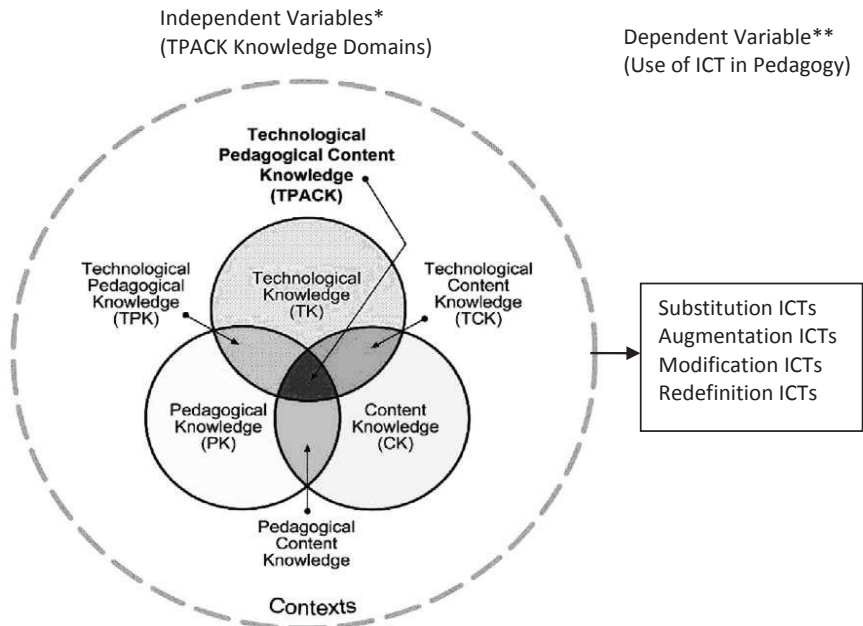 Independent Variables*
(TPACK Knowledge Domains)
Dependent Variable**
(Use of ICT in Pedagogy)
Technological
Pedagogical Content
Knowledge
(TPACK)
Technological
Pedagogical
Knowledge
(TPK)
Technological
Knowledge
(TK)
Technological
Content
Knowledge
(TCK)
Substitution ICTs
Augmentation ICTs
Modification ICTs
Redefinition ICTs
Pedagogical
Knowledge
(PK)
Content
Knowledge
(CK)
Pedagogical
Content
Knowledge
Contexts